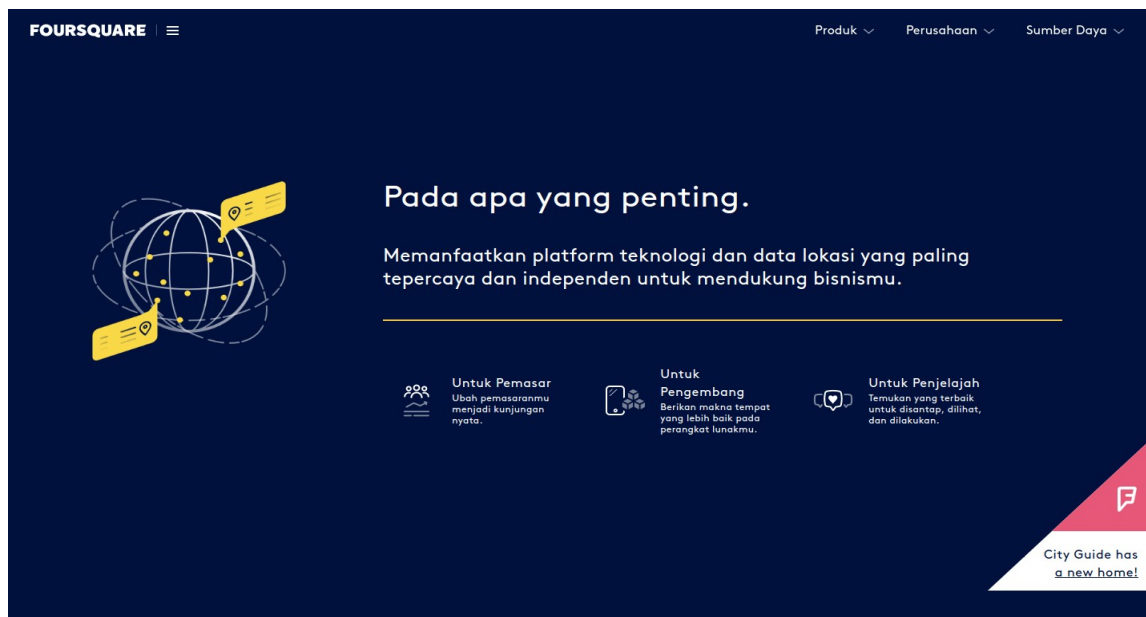 FOURSQUARE
Produk
Perusahaan
Sumber Daya
Pada apa yang penting.
Memanfaatkan platform teknologi dan data lokasi yang paling
tepercaya dan independen untuk mendukung bisnismu.
Untuk Pemasar
Ubah pemasaranmu
menjadi kunjungan
nyata.
Untuk
Pengembang
Berikan makna tempat
yang lebih baik pada
perangkat lunakmu.
Untuk Penjelajah
Temukan yang terbaik
untuk disantap, dilihat,
dan dilakukan.
City Guide has
a new home!